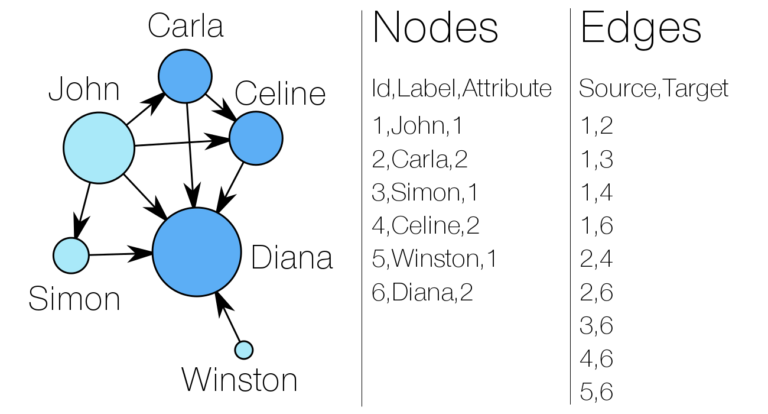 Carla
John
Celine
Diana
Simon
Winston
Nodes
Id,Label,Attribute
1,John,1
2,Carla,2
3,Simon,1
4,Celine,2
5,Winston,1
6,Diana,2
Edges
Source,Target
1,2
1,3
1,4
1,6
2,4
2,6
3,6
4,6
5,6